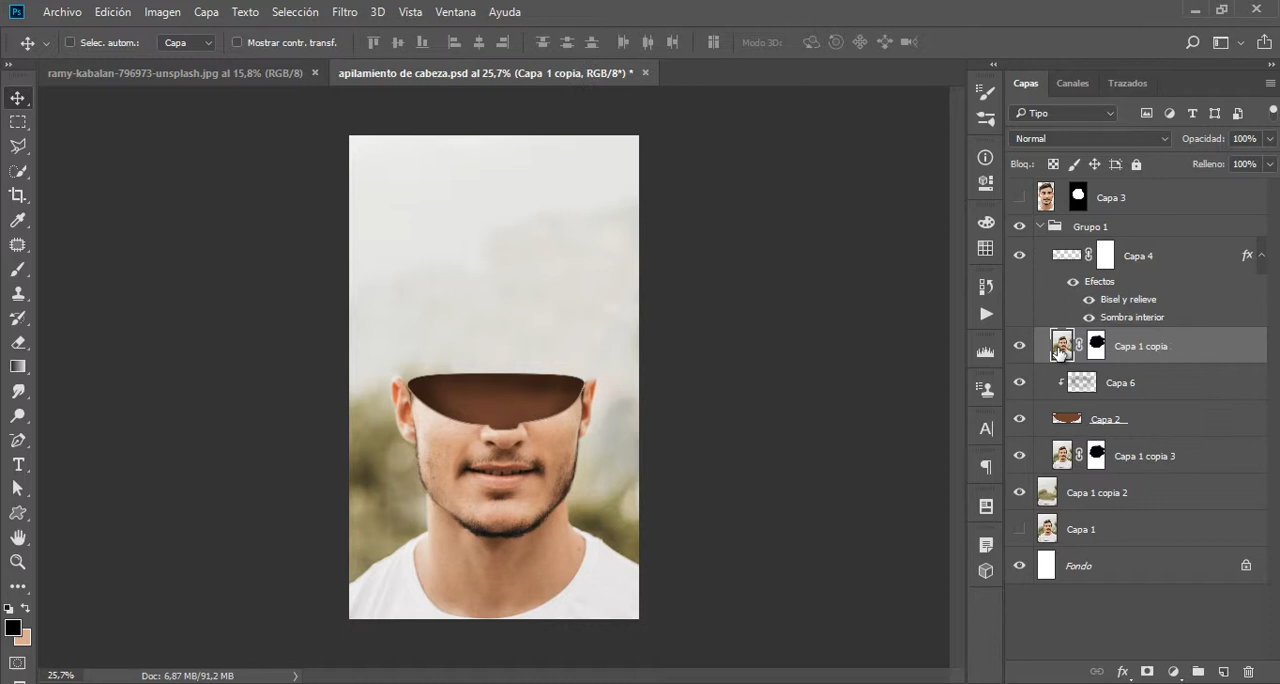 Ps Archivo Edición Imagen Capa Texto Selección Filtro 3D Vista Ventana Ayuda
Selec. autom.: Capa Mostrar contr. transf. Modo 3D:
ramy-kabalan-796973-unsplash.jpg al 15,8% (RGB/8) × apilamiento de cabeza.psd al 25,7% (Capa 1 copia, RGB/8*) * ×
Capas Canales Trazados
Tipo
Normal Opacidad: 100%
Bloq.: Relleno: 100%
Capa 3
Grupo 1
Capa 4 fx
Efectos
Bisel y relieve
Sombra interior
Capa 1 copia
Capa 6
Capa 2
Capa 1 copia 3
Capa 1 copia 2
Capa 1
Fondo
25,7% Doc: 6,87 MB/91,2 MB